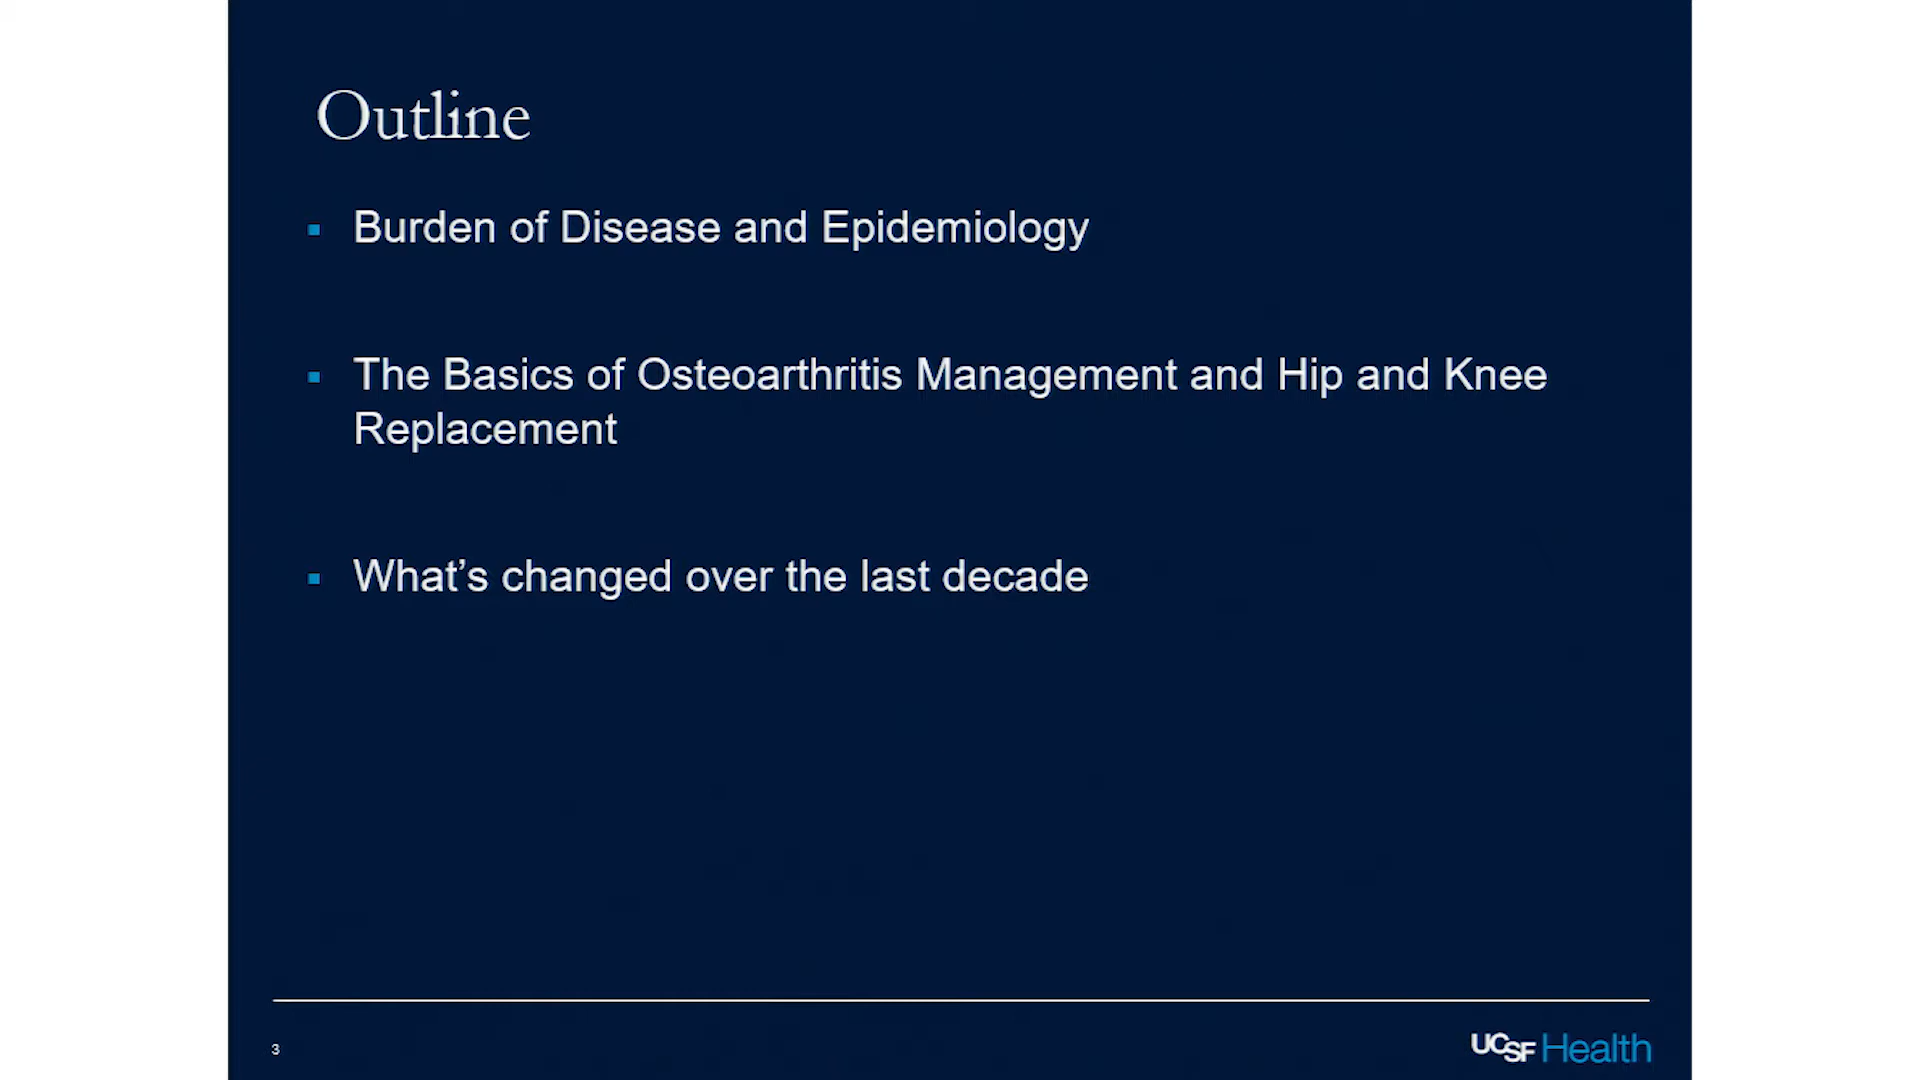 Outline
▪ Burden of Disease and Epidemiology
▪ The Basics of Osteoarthritis Management and Hip and Knee
Replacement
▪ What’s changed over the last decade
3
UCSF Health